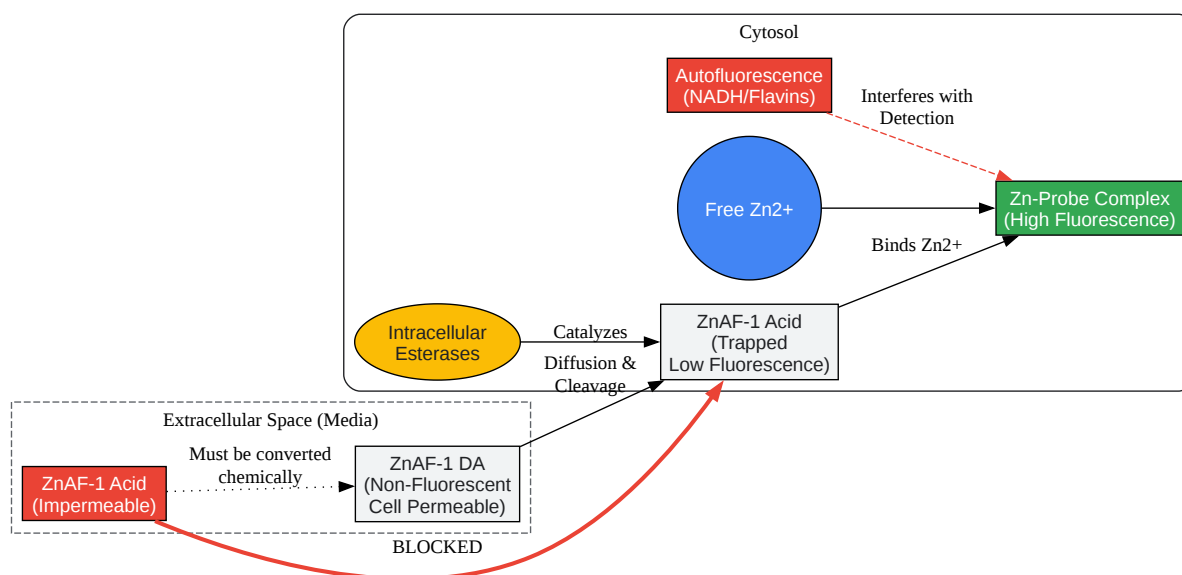 Cytosol
Autofluorescence
(NADH/Flavins)
Interferes with
Detection
Free Zn2+
Zn-Probe Complex
(High Fluorescence)
Binds Zn2+
Intracellular
Esterases
Catalyzes
ZnAF-1 Acid
(Trapped
Low Fluorescence)
Diffusion &
Cleavage
Extracellular Space (Media)
ZnAF-1 Acid
(Impermeable)
Must be converted
chemically
ZnAF-1 DA
(Non-Fluorescent
Cell Permeable)
BLOCKED